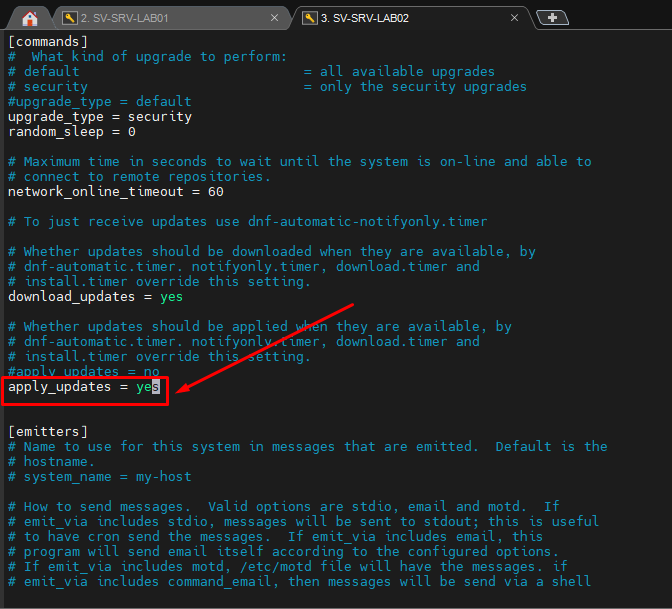 2. SV-SRV-LAB01
3. SV-SRV-LAB02
[commands]
#  What kind of upgrade to perform:
# default                            = all available upgrades
# security                           = only the security upgrades
#upgrade_type = default
upgrade_type = security
random_sleep = 0
# Maximum time in seconds to wait until the system is on-line and able to
# connect to remote repositories.
network_online_timeout = 60
# To just receive updates use dnf-automatic-notifyonly.timer
# Whether updates should be downloaded when they are available, by
# dnf-automatic.timer. notifyonly.timer, download.timer and
# install.timer override this setting.
download_updates = yes
# Whether updates should be applied when they are available, by
# dnf-automatic.timer. notifyonly.timer, download.timer and
# install.timer override this setting.
#apply_updates = no
apply_updates = yes
[emitters]
# Name to use for this system in messages that are emitted.  Default is the
# hostname.
# system_name = my-host
# How to send messages.  Valid options are stdio, email and motd.  If
# emit_via includes stdio, messages will be sent to stdout; this is useful
# to have cron send the messages.  If emit_via includes email, this
# program will send email itself according to the configured options.
# If emit_via includes motd, /etc/motd file will have the messages. if
# emit_via includes command_email, then messages will be send via a shell